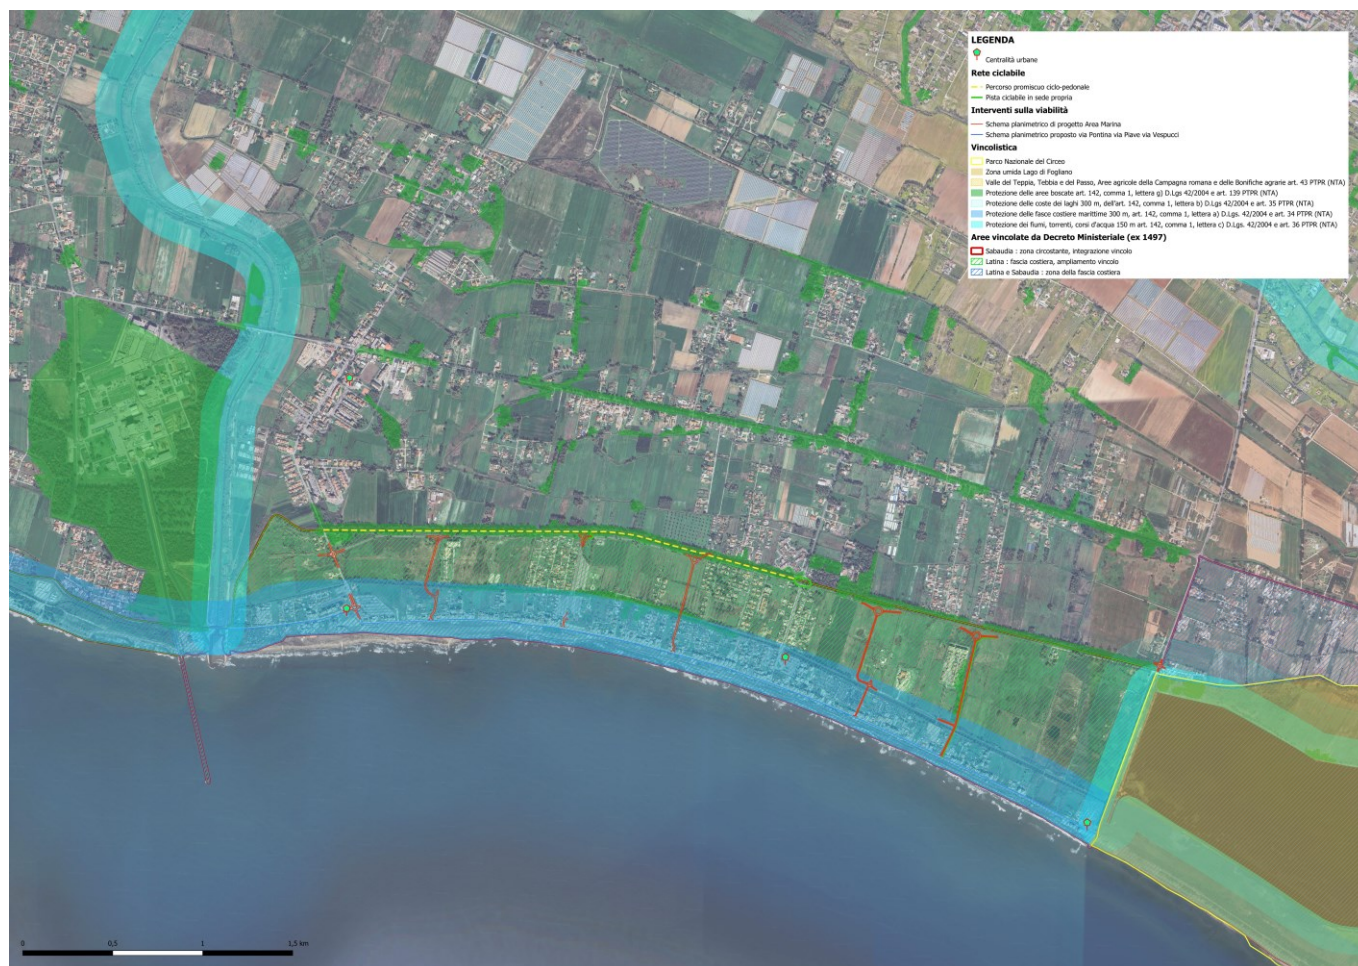 LEGENDA
Centralità urbane
Rete ciclabile
Percorso promiscuo ciclo-pedonale
Pista ciclabile in sede propria
Interventi sulla viabilità
Schema planimetrico di progetto Area Marina
Schema planimetrico proposto via Pontina via Piave via Vespucci
Vincolistica
Parco Nazionale del Circeo
Zona umida Lago di Fogliano
Valle del Teppia, Tebbia e del Passo, Aree agricole della Campagna romana e delle Bonifiche agrarie art. 43 PTPR (NTA)
Protezione delle aree boscate art. 142, comma 1, lettera g) D.Lgs 42/2004 e art. 139 PTPR (NTA)
Protezione delle coste dei laghi 300 m, dell'art. 142, comma 1, lettera b) D.Lgs 42/2004 e art. 35 PTPR (NTA)
Protezione delle fasce costiere marittime 300 m, art. 142, comma 1, lettera a) D.Lgs. 42/2004 e art. 34 PTPR (NTA)
Protezione dei fiumi, torrenti, corsi d'acqua 150 m art. 142, comma 1, lettera c) D.Lgs. 42/2004 e art. 36 PTPR (NTA)
Aree vincolate da Decreto Ministeriale (ex 1497)
Sabaudia : zona circostante, integrazione vincolo
Latina : fascia costiera, ampliamento vincolo
Latina e Sabaudia : zona della fascia costiera
0 0,5 1 1,5 km